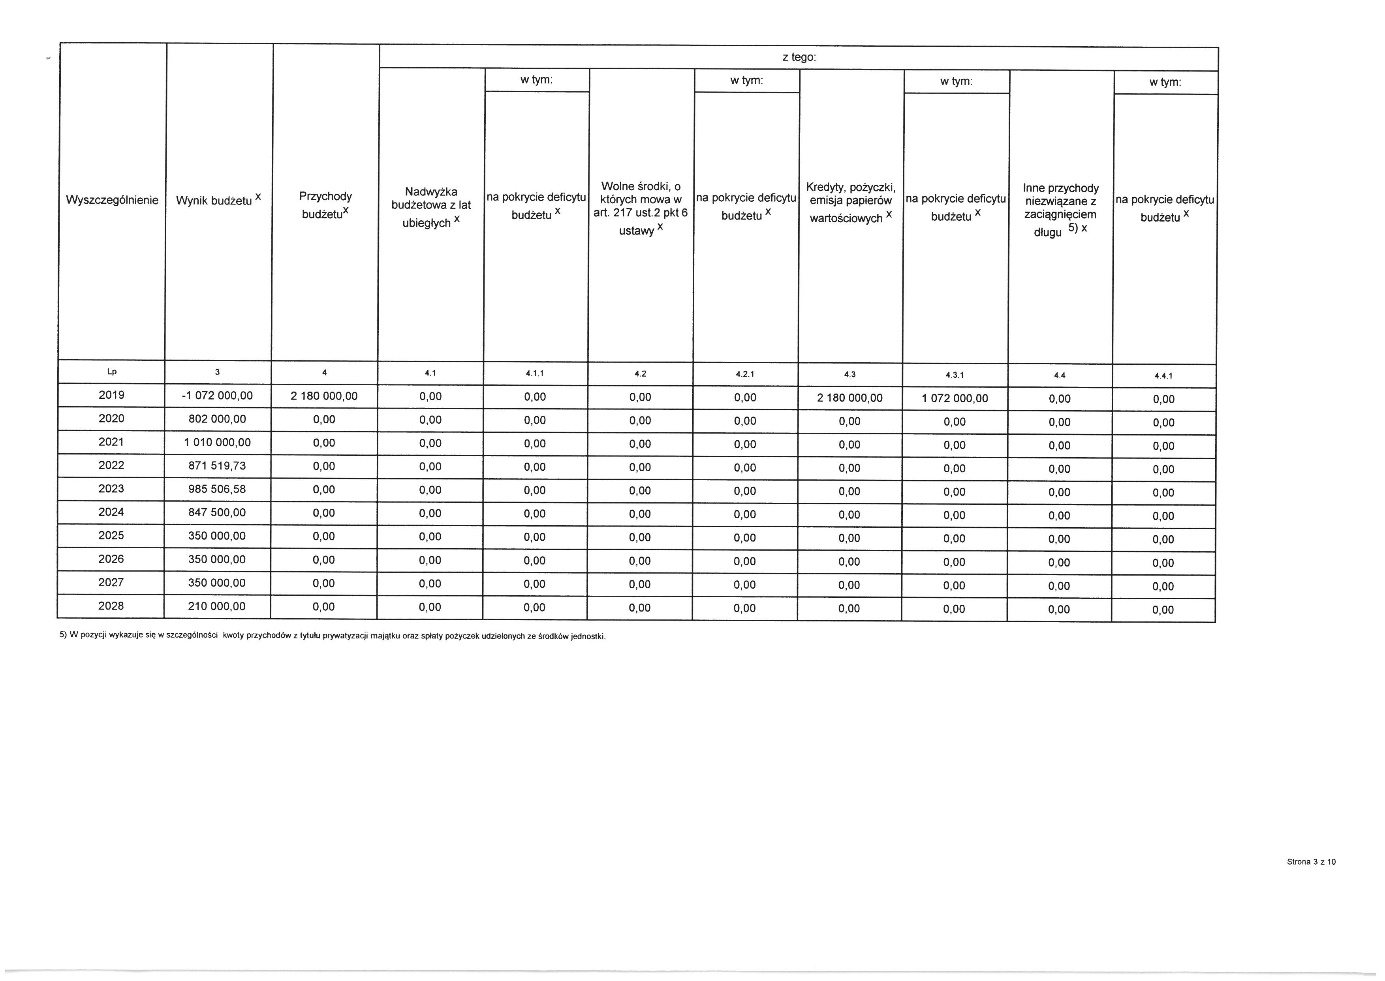 z tego:
w tym: w tym: w tym: w tym:
Wyszczególnienie
Wynik budżetu x
Przychody
budżetu x
Nadwyżka
budżetowa z lat
ubiegłych x
na pokrycie deficytu
budżetu x
Wolne środki, o
których mowa w
art. 217 ust.2 pkt 6
ustawy x
na pokrycie deficytu
budżetu x
Kredyty, pożyczki,
emisja papierów
wartościowych x
na pokrycie deficytu
budżetu x
Inne przychody
niezwiązane z
zaciągnięciem
długu 5) x
na pokrycie deficytu
budżetu x
Lp 3 4 4.1 4.1.1 4.2 4.2.1 4.3 4.3.1 4.4 4.4.1
2019 -1 072 000,00 2 180 000,00 0,00 0,00 0,00 0,00 2 180 000,00 1 072 000,00 0,00 0,00
2020 802 000,00 0,00 0,00 0,00 0,00 0,00 0,00 0,00 0,00 0,00
2021 1 010 000,00 0,00 0,00 0,00 0,00 0,00 0,00 0,00 0,00 0,00
2022 871 519,73 0,00 0,00 0,00 0,00 0,00 0,00 0,00 0,00 0,00
2023 985 506,58 0,00 0,00 0,00 0,00 0,00 0,00 0,00 0,00 0,00
2024 847 500,00 0,00 0,00 0,00 0,00 0,00 0,00 0,00 0,00 0,00
2025 350 000,00 0,00 0,00 0,00 0,00 0,00 0,00 0,00 0,00 0,00
2026 350 000,00 0,00 0,00 0,00 0,00 0,00 0,00 0,00 0,00 0,00
2027 350 000,00 0,00 0,00 0,00 0,00 0,00 0,00 0,00 0,00 0,00
2028 210 000,00 0,00 0,00 0,00 0,00 0,00 0,00 0,00 0,00 0,00
5) W pozycji wykazuje się w szczególności kwoty przychodów z tytułu prywatyzacji majątku oraz spłaty pożyczek udzielonych ze środków jednostki.
Strona 3 z 10